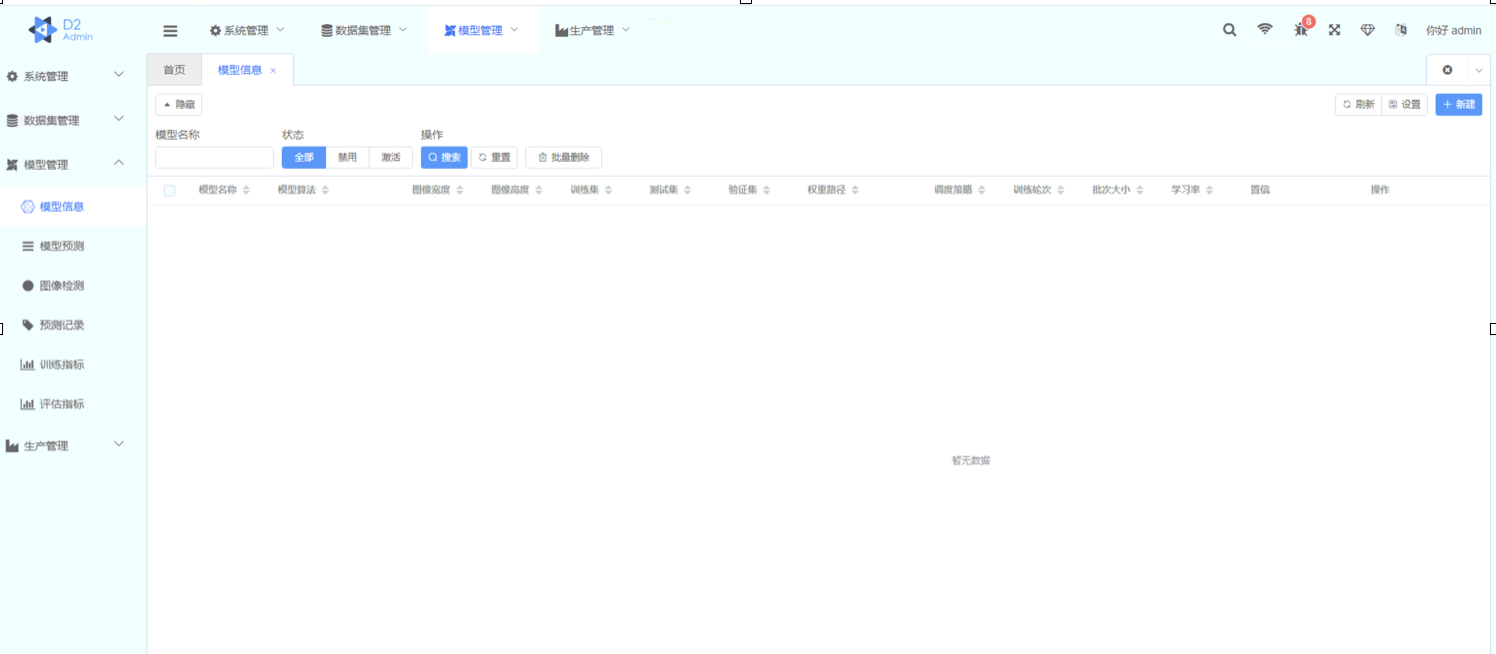 D2
Admin
系统管理
数据集管理
模型管理
生产管理
8
你好 admin
系统管理
数据集管理
模型管理
模型信息
模型预测
图像检测
预测记录
训练指标
评估指标
生产管理
首页
模型信息
隐藏
刷新
设置
新建
模型名称
状态
操作
全部
禁用
激活
搜索
重置
批量删除
模型名称 模型算法 图像宽度 图像高度 训练集 测试集 验证集 权重路径 调度策略 训练轮次 批次大小 学习率 置信 操作
暂无数据